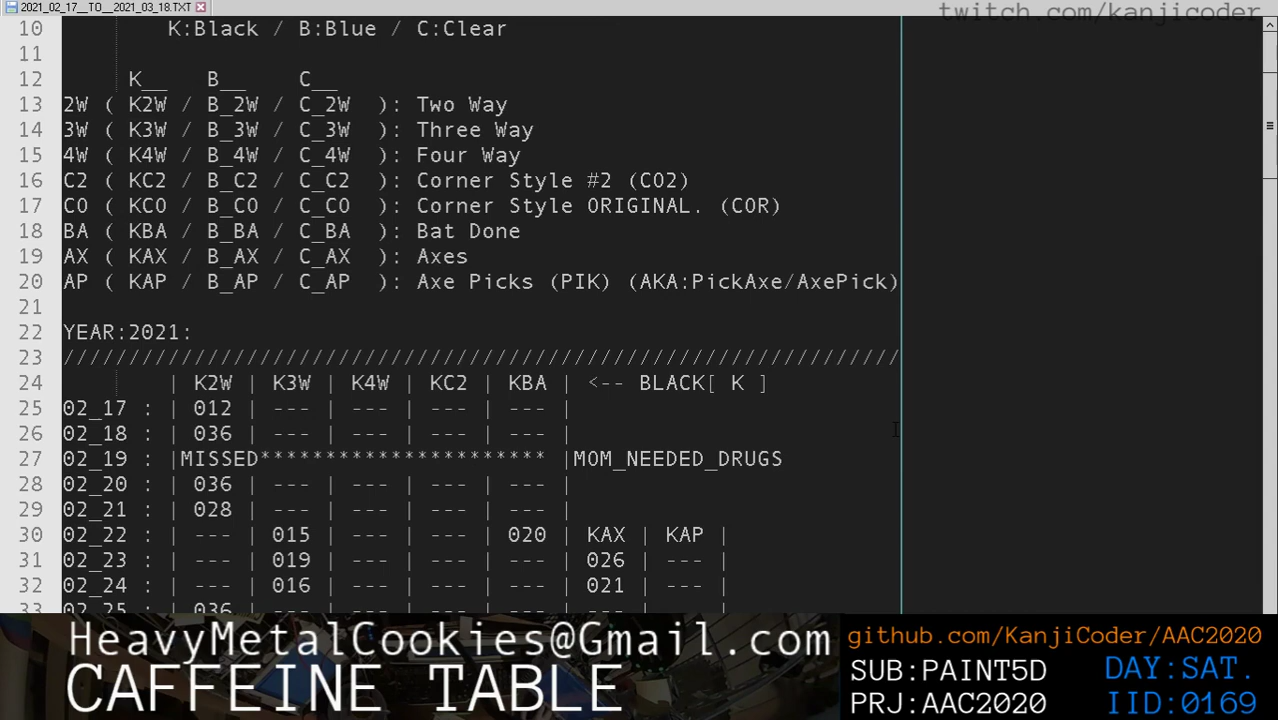 2021_02_17__TO__2021_03_18.TXT
twitch.com/kanjicoder
10 K:Black / B:Blue / C:Clear
11
12 K__ B__ C__
13 2W ( K2W / B_2W / C_2W ): Two Way
14 3W ( K3W / B_3W / C_3W ): Three Way
15 4W ( K4W / B_4W / C_4W ): Four Way
16 C2 ( KC2 / B_C2 / C_C2 ): Corner Style #2 (CO2)
17 CO ( KCO / B_CO / C_CO ): Corner Style ORIGINAL. (COR)
18 BA ( KBA / B_BA / C_BA ): Bat Done
19 AX ( KAX / B_AX / C_AX ): Axes
20 AP ( KAP / B_AP / C_AP ): Axe Picks (PIK) (AKA:PickAxe/AxePick)
21
22 YEAR:2021:
23 ////////////////////////////////////////////////////////////////
24 | K2W | K3W | K4W | KC2 | KBA | <-- BLACK[ K ]
25 02_17 : | 012 | --- | --- | --- | --- |
26 02_18 : | 036 | --- | --- | --- | --- |
27 02_19 : |MISSED********************** |MOM_NEEDED_DRUGS
28 02_20 : | 036 | --- | --- | --- | --- |
29 02_21 : | 028 | --- | --- | --- | --- |
30 02_22 : | --- | 015 | --- | --- | 020 | KAX | KAP |
31 02_23 : | --- | 019 | --- | --- | --- | 026 | --- |
32 02_24 : | --- | 016 | --- | --- | --- | 021 | --- |
33 02_25 : | 036 | --- | --- | --- | --- | --- | --- |
HeavyMetalCookies@Gmail.com
CAFFEINE TABLE
github.com/KanjiCoder/AAC2020
SUB:PAINT5D DAY:SAT.
PRJ:AAC2020 IID:0169